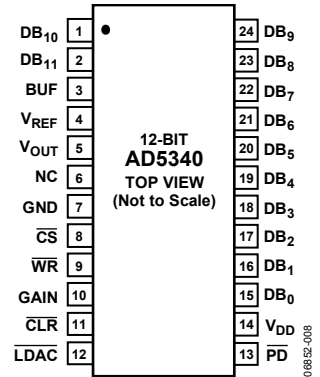 DB10 1 24 DB9
DB11 2 23 DB8
BUF 3 22 DB7
VREF 4 21 DB6
VOUT 5 12-BIT 20 DB5
NC 6 AD5340 19 DB4
GND 7 TOP VIEW 18 DB3
CS 8 (Not to Scale) 17 DB2
WR 9 16 DB1
GAIN 10 15 DB0
CLR 11 14 VDD
LDAC 12 13 PD
06852-008